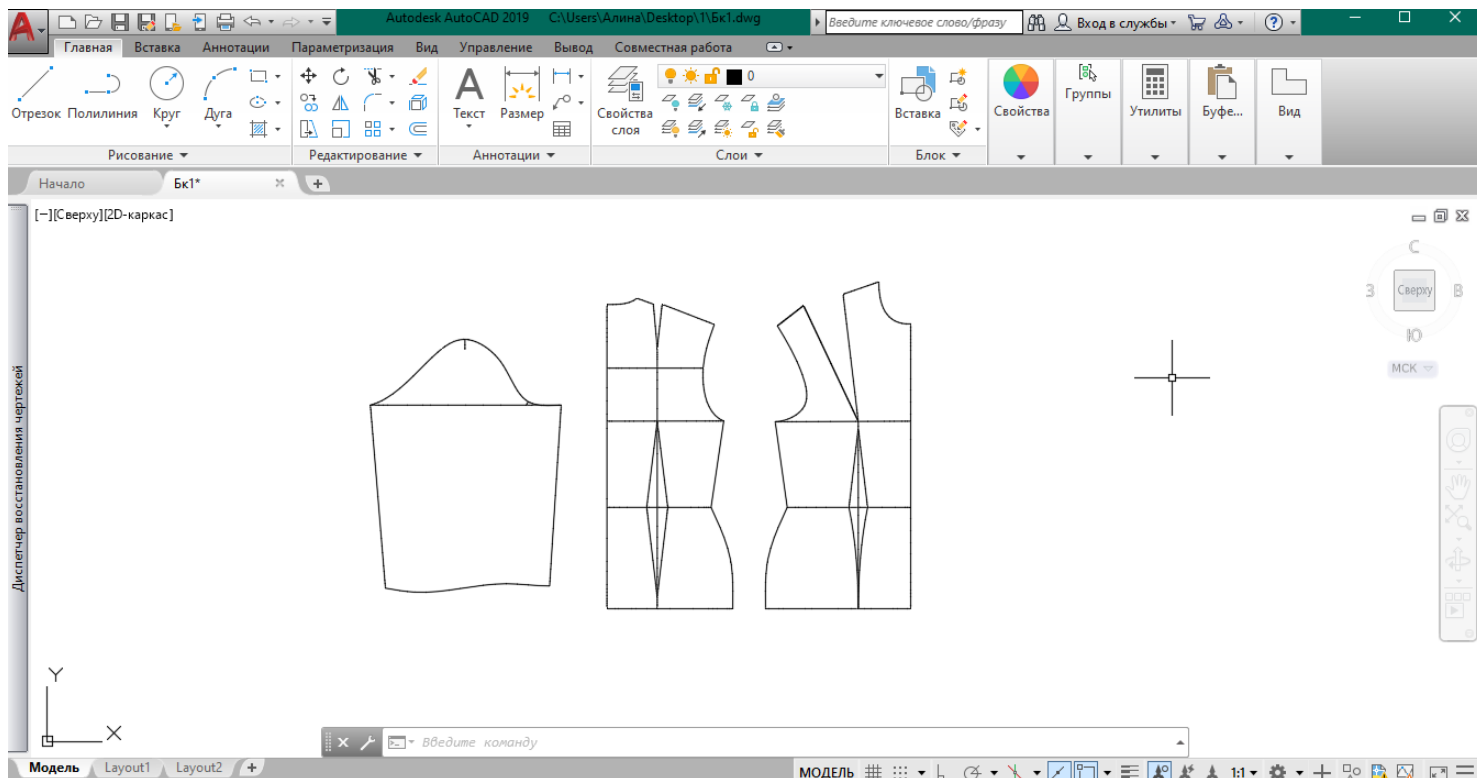 Autodesk AutoCAD 2019 C:\Users\Алина\Desktop\1\Бк1.dwg
Введите ключевое слово/фразу
Вход в службы
Главная Вставка Аннотации Параметризация Вид Управление Вывод Совместная работа
0
Отрезок Полилиния Круг Дуга
Текст Размер
Свойства слоя
Вставка
Свойства
Группы
Утилиты
Буфе...
Вид
Рисование Редактирование Аннотации Слои Блок
Начало Бк1*
[−][Сверху][2D-каркас]
С
З Сверху В
Ю
МСК
Диспетчер восстановления чертежей
Y
X
Введите команду
Модель Layout1 Layout2
МОДЕЛЬ 1:1